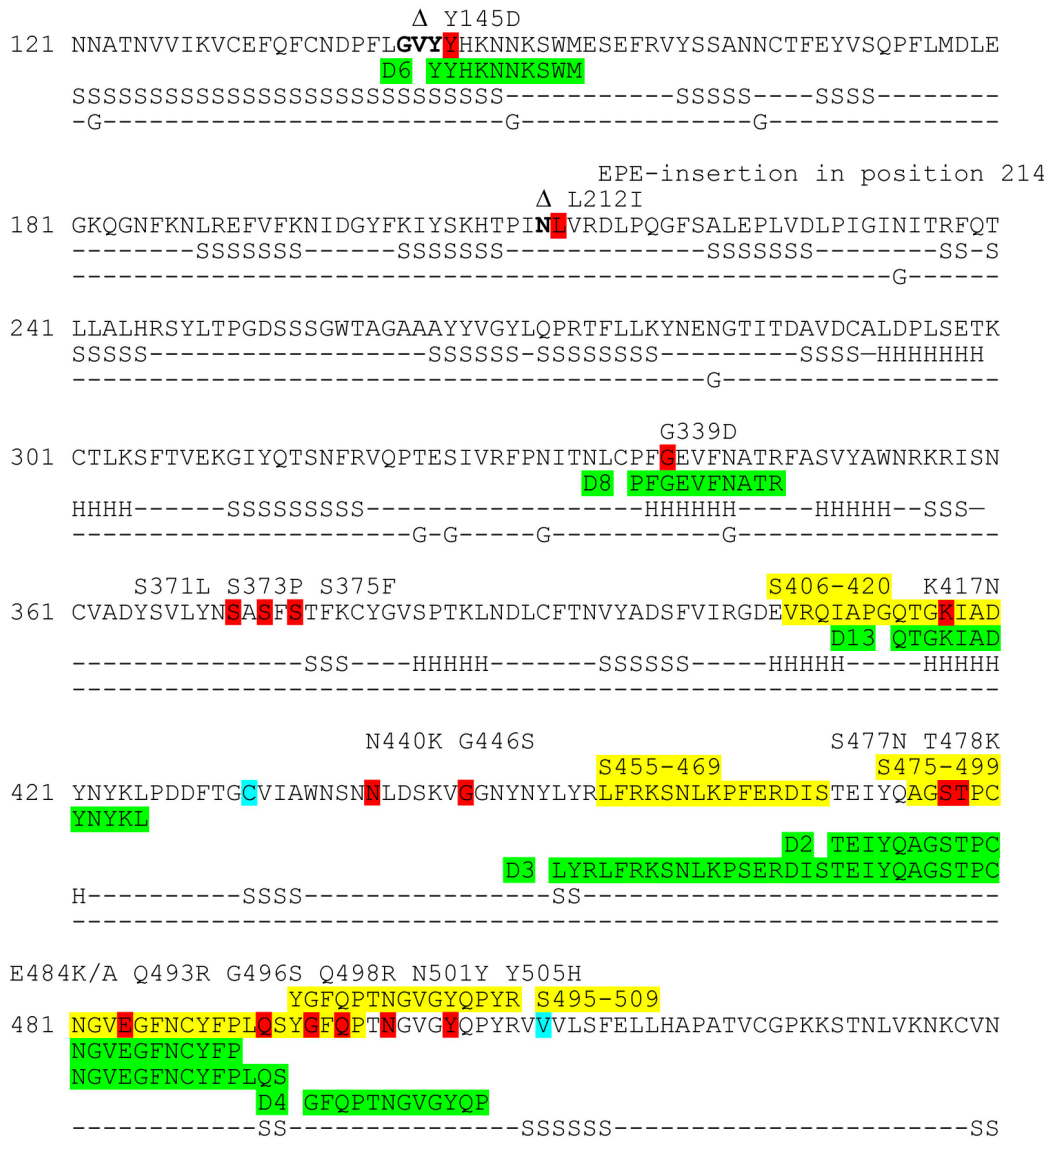 Δ Y145D
121 NNATNVVIKVCEFQFCNDPFLGVYYHKNNKSWMESEFRVYSSANNCTFEYVSQPFLMDLE
D6 YYHKNNKSWM
SSSSSSSSSSSSSSSSSSSSSSSSSSSS-----------SSSSS----SSSS--------
-G--------------------------G---------------G---------------
EPE-insertion in position 214
Δ L212I
181 GKQGNFKNLREFVFKNIDGYFKIYSKHTPINLVRDLPQGFSALEPLVDLPIGINITRFQT
--------SSSSSSS------SSSSSSS-------------SSSSSSS--------SS-S
-----------------------------------------------------G------
241 LLALHRSYLTPGDSSSGWTAGAAAYYVGYLQPRTFLLKYNENGTITDAVDCALDPLSETK
SSSSS------------------SSSSSS-SSSSSSSS---------SSSS—HHHHHHH
-----------------------------------------G------------------
G339D
301 CTLKSFTVEKGIYQTSNFRVQPTESIVRFPNITNLCPFGEVFNATRFASVYAWNRKRISN
D8 PFGEVFNATR
HHHH------SSSSSSSSS------------------HHHHHH-----HHHHH--SSS—
----------------------G-G-----G-----------G-----------------
S371L S373P S375F S406-420 K417N
361 CVADYSVLYNSASFSTFKCYGVSPTKLNDLCFTNVYADSFVIRGDEVRQIAPGQTGKIAD
D13 QTGKIAD
---------------SSS----HHHHH-------SSSSSS-----HHHHH-----HHHHH
------------------------------------------------------------
N440K G446S S477N T478K
S455-469 S475-499
421 YNYKLPDDFTGCVIAWNSNNLDSKVGGNYNYLYRLFRKSNLKPFERDISTEIYQAGSTPC
YNYKL
D2 TEIYQAGSTPC
D3 LYRLFRKSNLKPSERDISTEIYQAGSTPC
H----------SSSS----------------SS---------------------------
------------------------------------------------------------
E484K/A Q493R G496S Q498R N501Y Y505H
YGFQPTNGVGYQPYR S495-509
481 NGVEGFNCYFPLQSYGFQPTNGVGYQPYRVVVLSFELLHAPATVCGPKKSTNLVKNKCVN
NGVEGFNCYFP
NGVEGFNCYFPLQS
D4 GFQPTNGVGYQP
------------SS---------------SSSSSS-----------------------SS